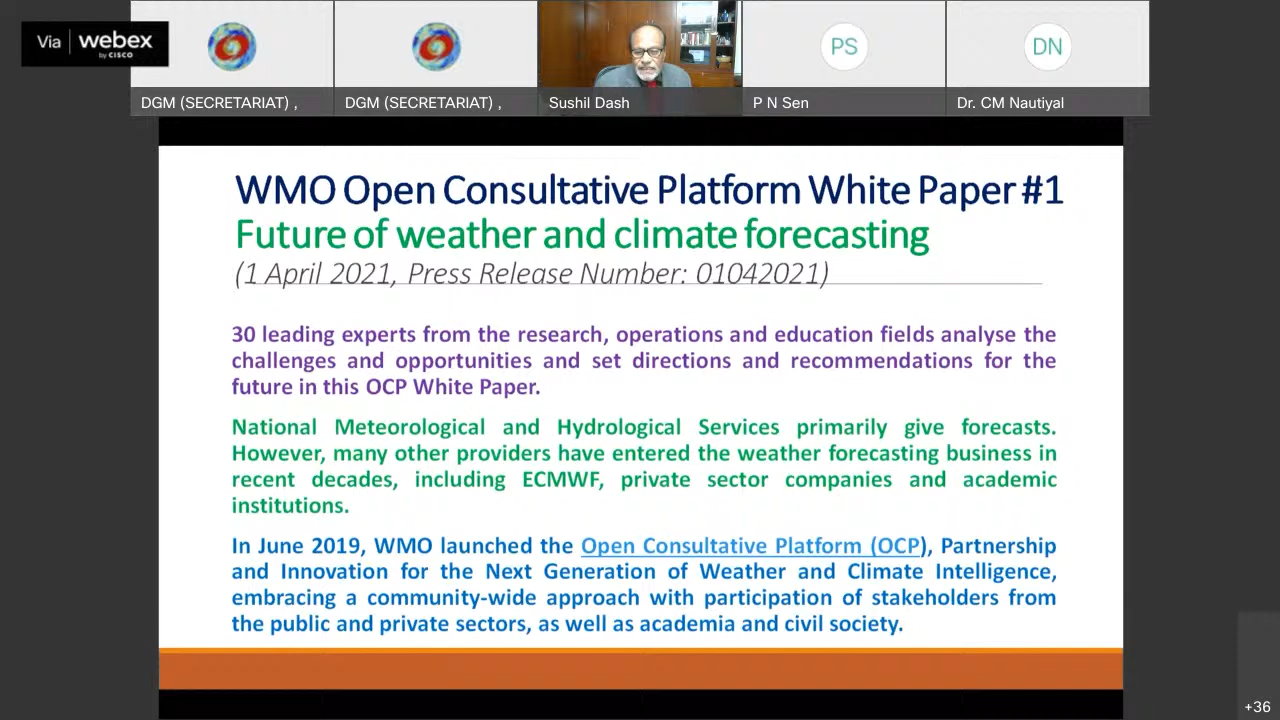 Via webex
by CISCO
DGM (SECRETARIAT) ,
DGM (SECRETARIAT) ,
Sushil Dash
PS
P N Sen
DN
Dr. CM Nautiyal
WMO Open Consultative Platform White Paper #1
Future of weather and climate forecasting
(1 April 2021, Press Release Number: 01042021)
30 leading experts from the research, operations and education fields analyse the
challenges and opportunities and set directions and recommendations for the
future in this OCP White Paper.
National Meteorological and Hydrological Services primarily give forecasts.
However, many other providers have entered the weather forecasting business in
recent decades, including ECMWF, private sector companies and academic
institutions.
In June 2019, WMO launched the Open Consultative Platform (OCP), Partnership
and Innovation for the Next Generation of Weather and Climate Intelligence,
embracing a community-wide approach with participation of stakeholders from
the public and private sectors, as well as academia and civil society.
+36